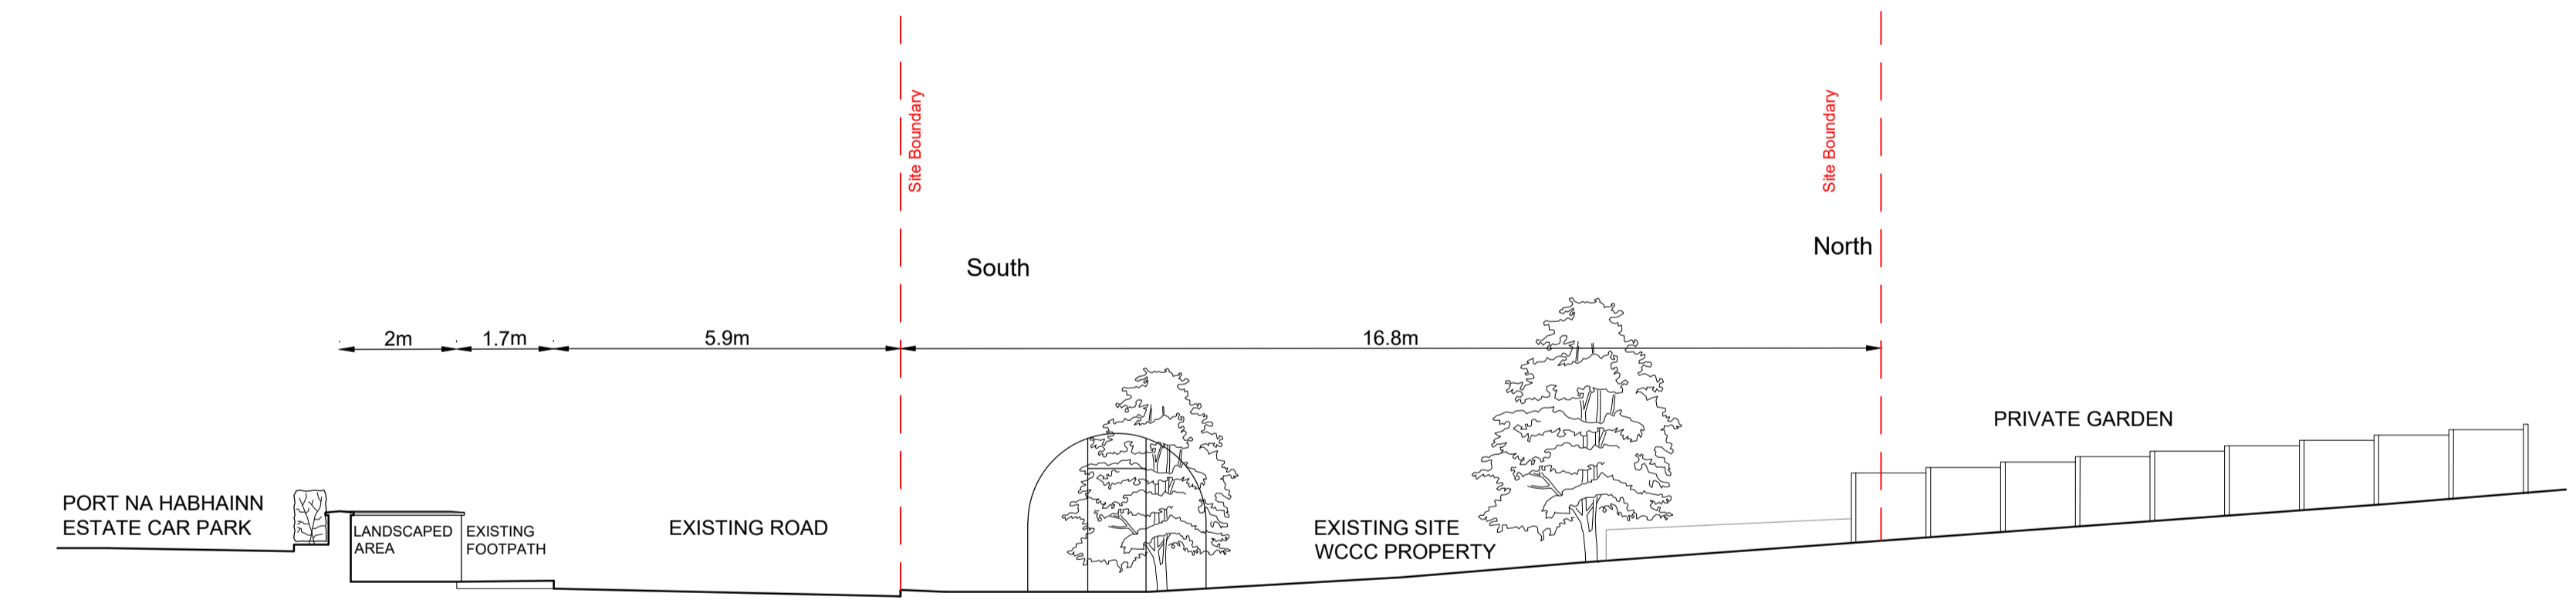 Site Boundary
Site Boundary
South
North
2m
1.7m
5.9m
16.8m
PRIVATE GARDEN
PORT NA HABHAINN
ESTATE CAR PARK
LANDSCAPED
AREA
EXISTING
FOOTPATH
EXISTING ROAD
EXISTING SITE
WCCC PROPERTY